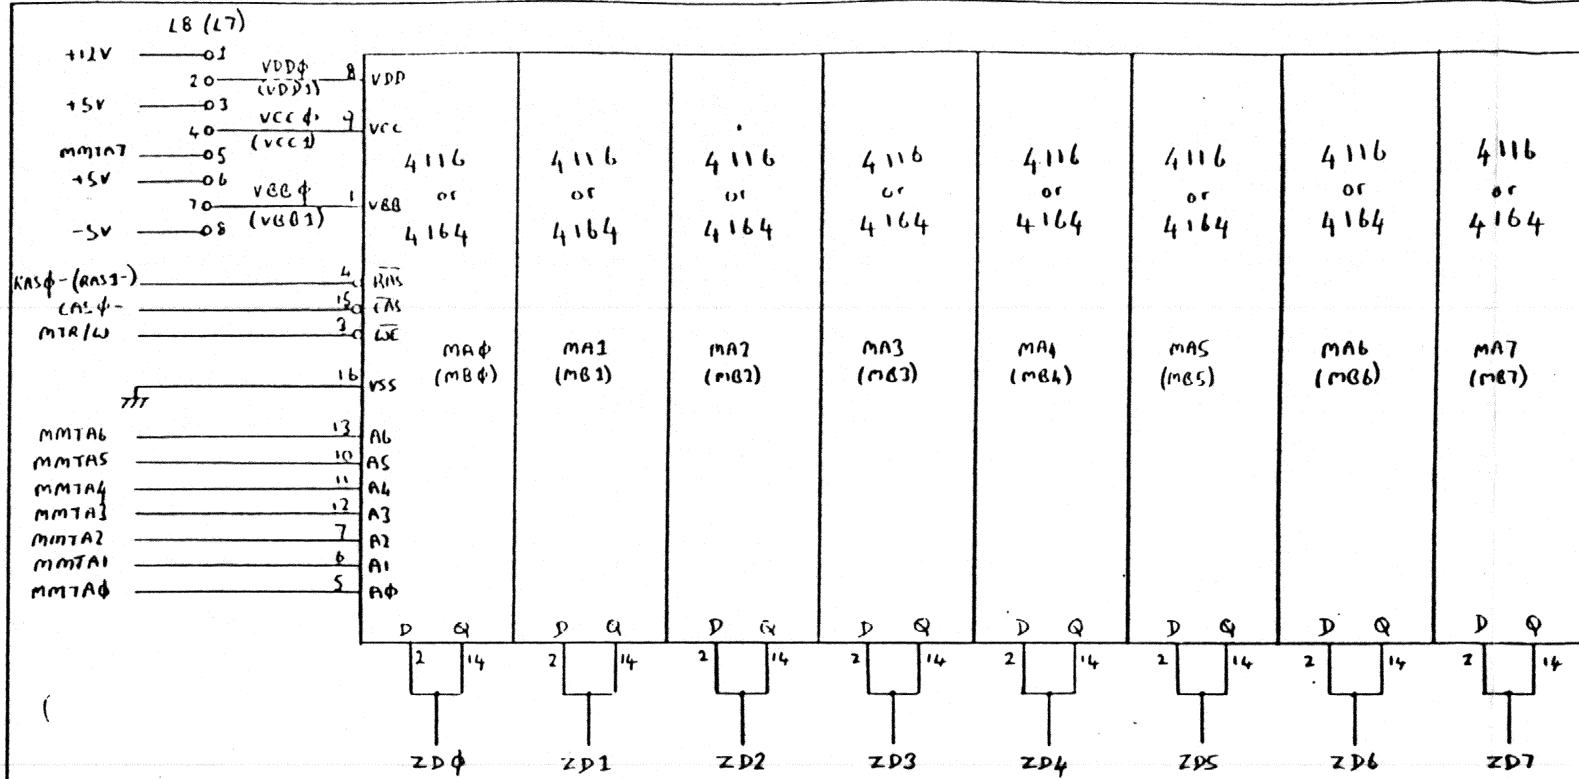 L8 (L7)
+12V 1
2 VDDφ 8 VDD
(VDD1)
+5V 3
4 VCCφ 9 VCC
(VCC1)
MMTA7 5
+5V 6
7 VBBφ 1 VBB
(VBB1)
-5V 8
4116 4116 4116 4116 4116 4116 4116 4116
or or or or or or or or
4164 4164 4164 4164 4164 4164 4164 4164
RASφ-(RAS1-) 4 RAS
CASφ- 15 CAS
MTR/W 3 WE
MAφ MA1 MA2 MA3 MA4 MA5 MA6 MA7
(MBφ) (MB1) (MB2) (MB3) (MB4) (MB5) (MB6) (MB7)
16 VSS
MMTA6 13 A6
MMTA5 10 A5
MMTA4 11 A4
MMTA3 12 A3
MMTA2 7 A2
MMTA1 6 A1
MMTAφ 5 Aφ
D Q D Q D Q D Q D Q D Q D Q D Q
2 14 2 14 2 14 2 14 2 14 2 14 2 14 2 14
ZDφ ZD1 ZD2 ZD3 ZD4 ZD5 ZD6 ZD7